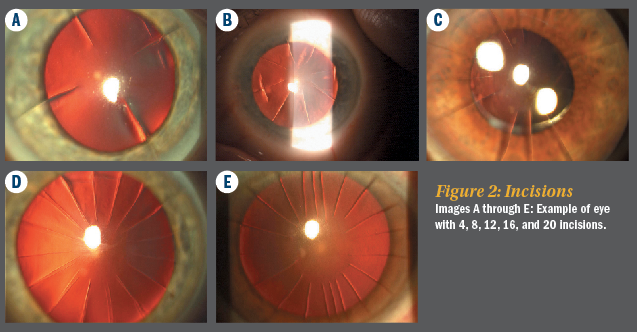 A
B
C
D
E
Figure 2: Incisions
Images A through E: Example of eye
with 4, 8, 12, 16, and 20 incisions.